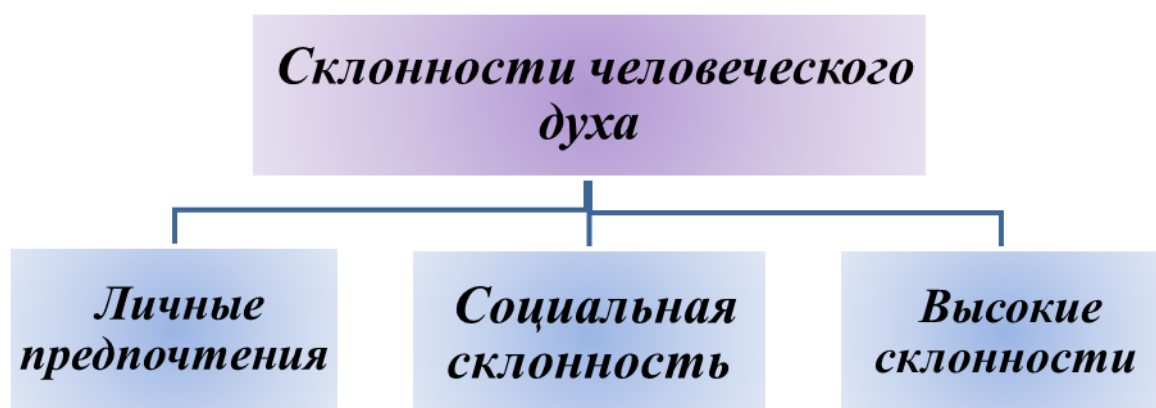 Склонности человеческого
духа
Личные
предпочтения
Социальная
склонность
Высокие
склонности